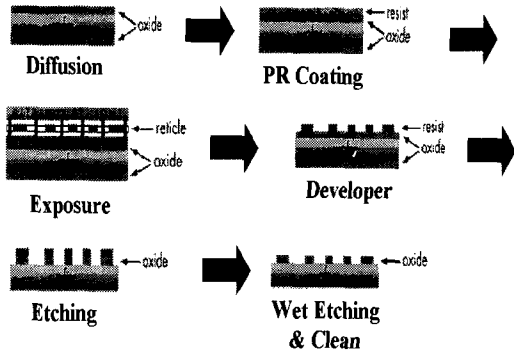 oxide
Diffusion
resist
oxide
PR Coating
reticle
oxide
Exposure
resist
oxide
Developer
oxide
Etching
oxide
Wet Etching
& Clean